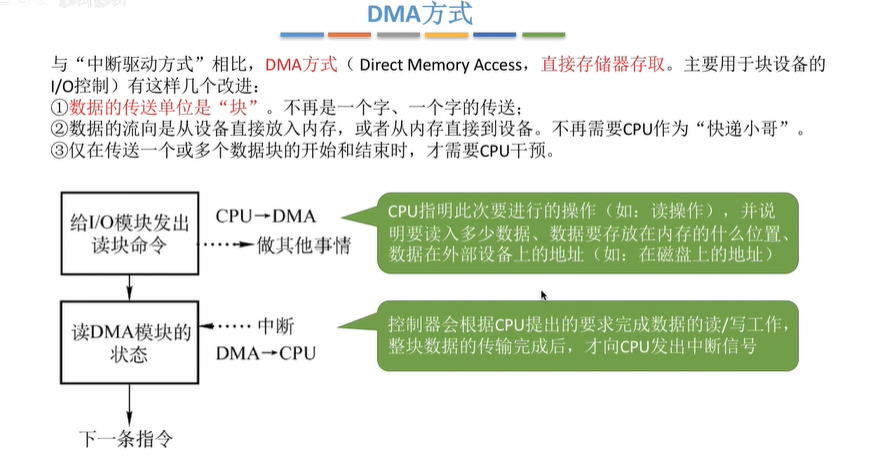 DMA方式
与“中断驱动方式”相比，DMA方式（ Direct Memory Access，直接存储器存取。主要用于块设备的
I/O控制）有这样几个改进：
①数据的传送单位是“块”。不再是一个字、一个字的传送；
②数据的流向是从设备直接放入内存，或者从内存直接到设备。不再需要CPU作为“快递小哥”。
③仅在传送一个或多个数据块的开始和结束时，才需要CPU干预。
给I/O模块发出
读块命令
CPU→DMA
做其他事情
CPU指明此次要进行的操作（如：读操作），并说
明要读入多少数据、数据要存放在内存的什么位置、
数据在外部设备上的地址（如：在磁盘上的地址）
读DMA模块的
状态
中断
DMA→CPU
控制器会根据CPU提出的要求完成数据的读/写工作，
整块数据的传输完成后，才向CPU发出中断信号
下一条指令